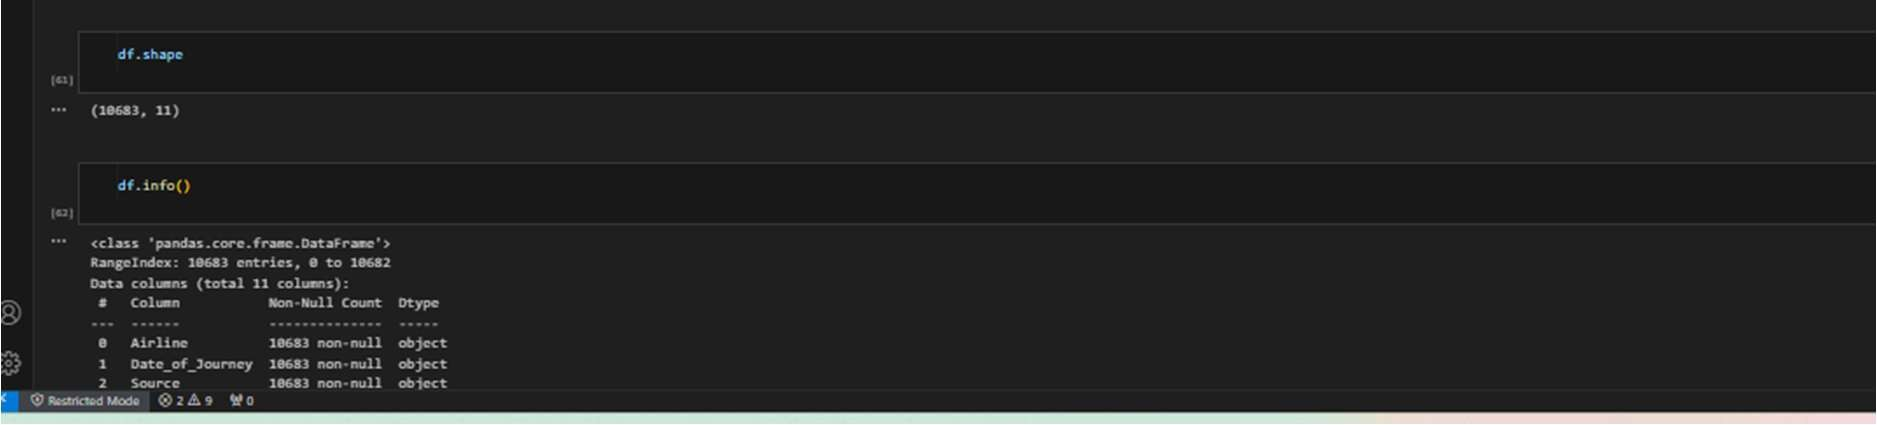 df.shape
[61]
... (10683, 11)
df.info()
[62]
... <class 'pandas.core.frame.DataFrame'>
RangeIndex: 10683 entries, 0 to 10682
Data columns (total 11 columns):
# Column Non-Null Count Dtype
--- ------ -------------- -----
0 Airline 10683 non-null object
1 Date_of_Journey 10683 non-null object
2 Source 10683 non-null object
Restricted Mode 2 9 0